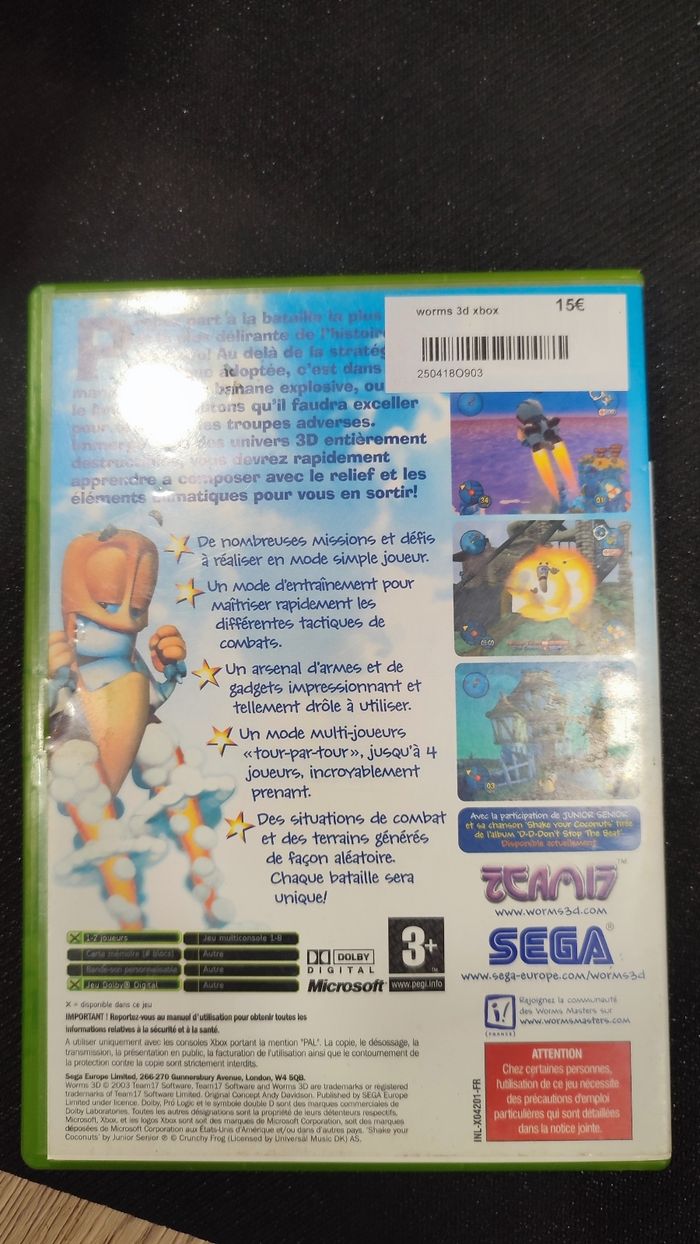 worms 3d xbox 15€
250418O903
part à la bataille la plus
délirante de l'histoire
! Au delà de la straté
adoptée, c'est dans
banane explosive, ou
qu'il faudra exceller
troupes adverses.
univers 3D entièrement
vous devrez rapidement
apprendre à composer avec le relief et les
éléments climatiques pour vous en sortir!
De nombreuses missions et défis
à réaliser en mode simple joueur.
Un mode d'entraînement pour
maîtriser rapidement les
différentes tactiques de
combats.
Un arsenal d'armes et de
gadgets impressionnant et
tellement drôle à utiliser.
Un mode multi-joueurs
«tour-par-tour», jusqu'à 4
joueurs, incroyablement
prenant.
Des situations de combat
et des terrains générés
de façon aléatoire.
Chaque bataille sera
unique!
Avec la participation de JUNIOR SENIOR
et sa chanson 'Shake your Coconuts' tirée
de l'album 'D-D-Don't Stop The Beat'.
Disponible actuellement
TEAM17™
www.worms3d.com
SEGA®
www.sega-europe.com/worms3d
Rejoignez la communauté
des Worms Masters sur
www.wormsmasters.com
(FRANCE)
ATTENTION
Chez certaines personnes,
l'utilisation de ce jeu nécessite
des précautions d'emploi
particulières qui sont détaillées
dans la notice jointe.
INL-X04201-FR
1-2 joueurs
Jeu multiconsole 1-8
Carte mémoire (# blocs)
Autre
Bande-son personnalisable
Autre
Jeu Dolby® Digital
Autre
DOLBY
DIGITAL
Microsoft
3+
www.pegi.info
X = disponible dans ce jeu
IMPORTANT ! Reportez-vous au manuel d'utilisation pour obtenir toutes les
informations relatives à la sécurité et à la santé.
A utiliser uniquement avec les consoles Xbox portant la mention "PAL". La copie, le désossage, la
transmission, la présentation en public, la facturation de l'utilisation ainsi que le contournement de
la protection contre la copie sont strictement interdits.
Sega Europe Limited, 266-270 Gunnersbury Avenue, London, W4 5QB.
Worms 3D © 2003 Team17 Software. Team17 Software and Worms 3D are trademarks or registered
trademarks of Team17 Software Limited. Original Concept Andy Davidson. Published by SEGA Europe
Limited under licence. Dolby, Pro Logic et le symbole double D sont des marques commerciales de
Dolby Laboratories. Toutes les autres désignations sont la propriété de leurs détenteurs respectifs.
Microsoft, Xbox, et les logos Xbox sont soit des marques de Microsoft Corporation, soit des marques
déposées de Microsoft Corporation aux États-Unis d'Amérique et/ou dans d'autres pays. 'Shake your
Coconuts' by Junior Senior ℗ © Crunchy Frog (Licensed by Universal Music DK) AS.